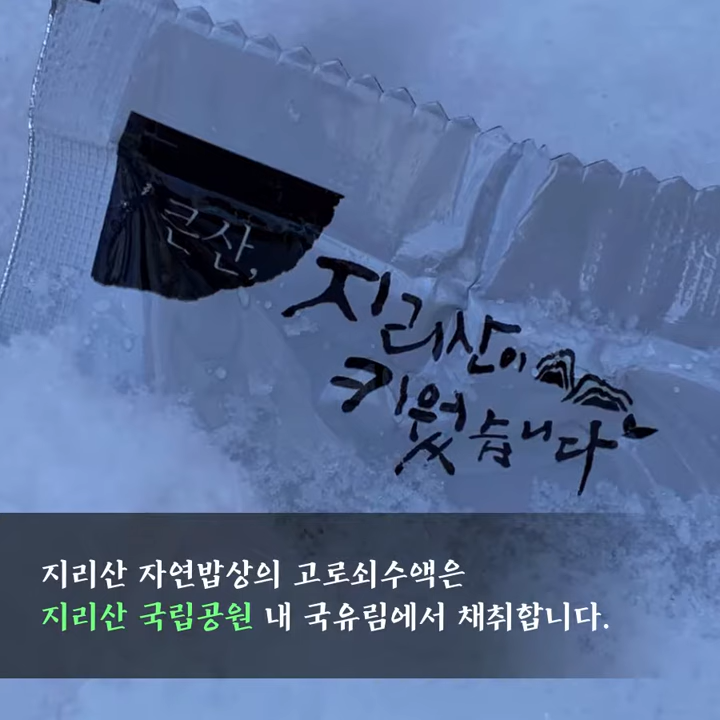 큰산,
지리산이
키웠습니다
지리산 자연밥상의 고로쇠수액은
지리산 국립공원 내 국유림에서 채취합니다.